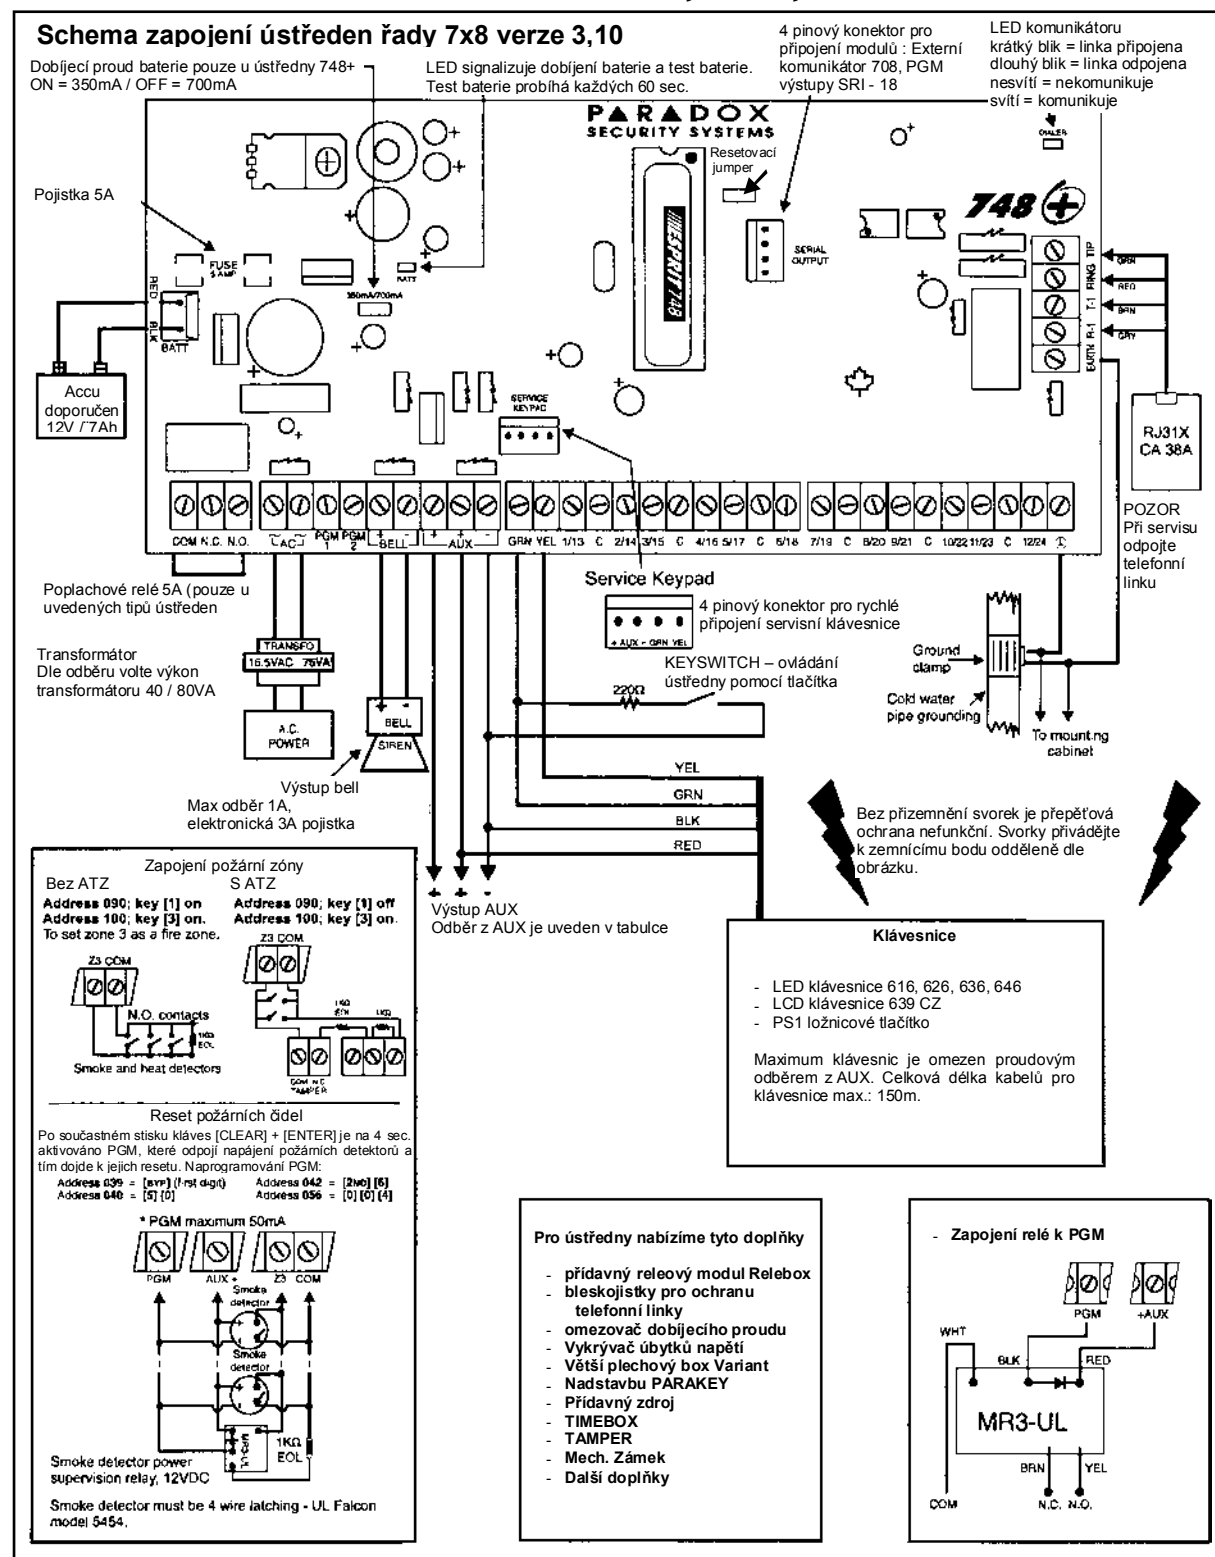 Schema zapojení ústředen řady 7x8 verze 3,10
Dobíjecí proud baterie pouze u ústředny 748+
ON = 350mA / OFF = 700mA
LED signalizuje dobíjení baterie a test baterie.
Test baterie probíhá každých 60 sec.
4 pinový konektor pro
připojení modulů : Externí
komunikátor 708, PGM
výstupy SRI - 18
LED komunikátoru
krátký blik = linka připojena
dlouhý blik = linka odpojena
nesvítí = nekomunikuje
svítí = komunikuje
PARADOX
SECURITY SYSTEMS
DIALER
Resetovací
jumper
Pojistka 5A
748 +
ESPRIT 748
SERIAL
OUTPUT
FUSE
5 AMP
BATT
350mA/700mA
RED
BLK
BATT
TIP
RING
T-1
R-1
EARTH
GRN
RED
BRN
GRY
Accu
doporučen
12V / 7Ah
SERVICE
KEYPAD
RJ31X
CA 38A
POZOR
Při servisu
odpojte
telefonní
linku
COM N.C. N.O.
AC
PGM
1
PGM
2
+ BELL -
+ + AUX - GRN YEL 1/13 C 2/14 3/15 C 4/16 5/17 C 6/18 7/19 C 8/20 9/21 C 10/22 11/23 C 12/24
Poplachové relé 5A (pouze u
uvedených tipů ústředen
Service Keypad
+ AUX - GRN YEL
4 pinový konektor pro rychlé
připojení servisní klávesnice
Transformátor
Dle odběru volte výkon
transformátoru 40 / 80VA
TRANSFO
16.5VAC 75VA
A.C.
POWER
+ -
BELL
SIREN
KEYSWITCH – ovládání
ústředny pomocí tlačítka
220Ω
Ground
clamp
Cold water
pipe grounding
To mounting
cabinet
Výstup bell
Max odběr 1A,
elektronická 3A pojistka
YEL
GRN
BLK
RED
Bez přizemnění svorek je přepěťová
ochrana nefunkční. Svorky přivádějte
k zemnícímu bodu odděleně dle
obrázku.
+ + -
Výstup AUX
Odběr z AUX je uveden v tabulce
Zapojení požární zóny
Bez ATZ
S ATZ
Address 090; key [1] on
Address 100; key [3] on.
To set zone 3 as a fire zone.
Address 090; key [1] off
Address 100; key [3] on.
Z3 COM
N.O. contacts
1KΩ
EOL
Smoke and heat detectors
Z3 COM
1KΩ
EOL
1KΩ
COM N.C.
TAMPER
Reset požárních čidel
Po součastném stisku kláves [CLEAR] + [ENTER] je na 4 sec.
aktivováno PGM, které odpojí napájení požárních detektorů a
tím dojde k jejich resetu. Naprogramování PGM:
Address 039 = [BYP] (first digit)
Address 040 = [5] [0]
Address 042 = [2ND] [6]
Address 056 = [0] [0] [4]
* PGM maximum 50mA
PGM
AUX +
Z3 COM
Smoke
detector
Smoke
detector
MR3-UL
1KΩ
EOL
Smoke detector power
supervision relay, 12VDC
Smoke detector must be 4 wire latching - UL Falcon
model 5454.
Klávesnice
- LED klávesnice 616, 626, 636, 646
- LCD klávesnice 639 CZ
- PS1 ložnicové tlačítko
Maximum klávesnic je omezen proudovým
odběrem z AUX. Celková délka kabelů pro
klávesnice max.: 150m.
Pro ústředny nabízíme tyto doplňky
- přídavný releový modul Relebox
- bleskojistky pro ochranu
telefonní linky
- omezovač dobíjecího proudu
- Vykrývač úbytků napětí
- Větší plechový box Variant
- Nadstavbu PARAKEY
- Přídavný zdroj
- TIMEBOX
- TAMPER
- Mech. Zámek
- Další doplňky
- Zapojení relé k PGM
PGM
+AUX
WHT
BLK
RED
MR3-UL
BRN
YEL
COM
N.C. N.O.